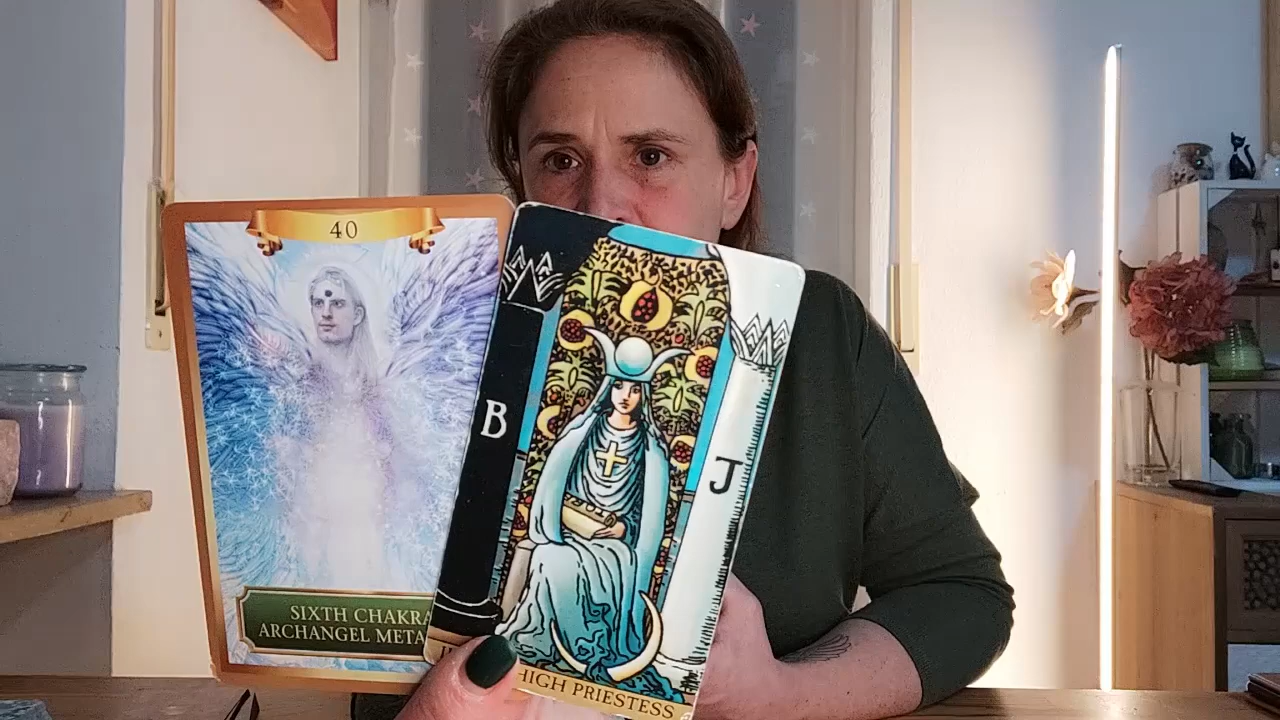 40
SIXTH CHAKRA
ARCHANGEL META
B
J
HIGH PRIESTESS